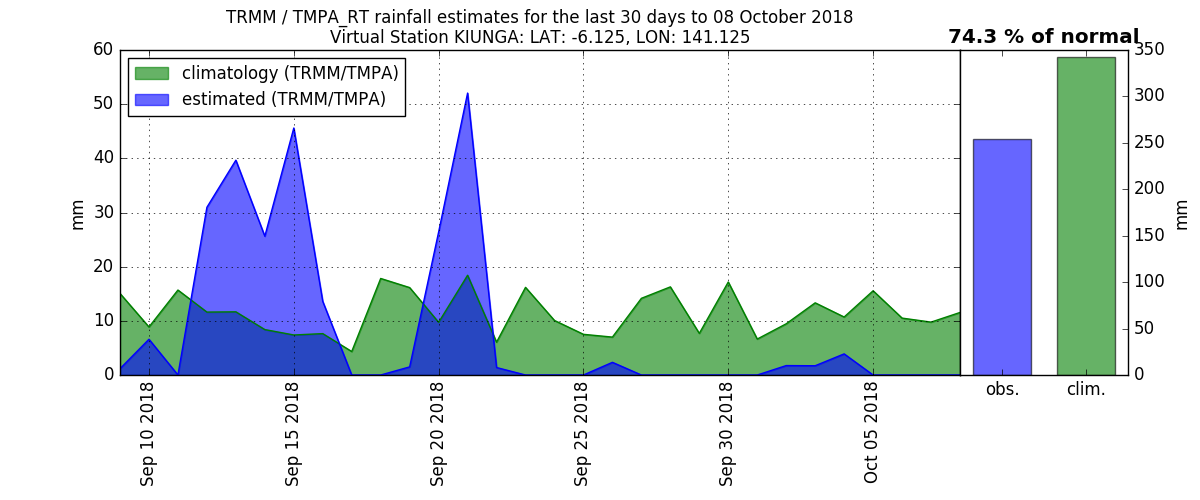 TRMM / TMPA_RT rainfall estimates for the last 30 days to 08 October 2018
Virtual Station KIUNGA: LAT: -6.125, LON: 141.125
74.3 % of normal
climatology (TRMM/TMPA)
estimated (TRMM/TMPA)
60
50
40
30
20
10
0
mm
Sep 10 2018
Sep 15 2018
Sep 20 2018
Sep 25 2018
Sep 30 2018
Oct 05 2018
obs.
clim.
350
300
250
200
150
100
50
0
mm